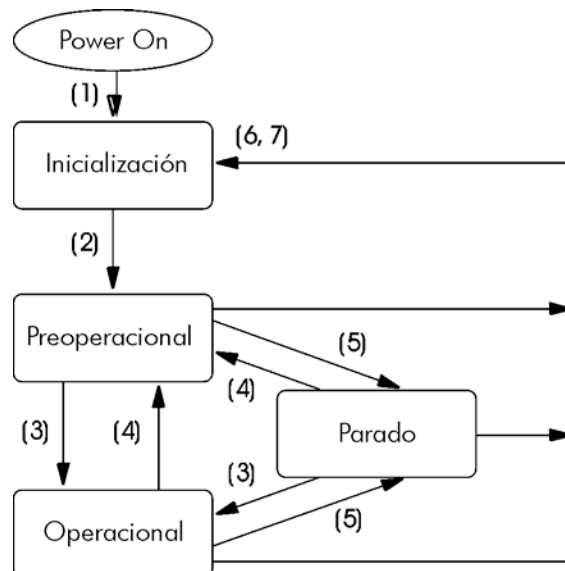 Power On
(1)
Inicialización
(6, 7)
(2)
Preoperacional
(5)
(4)
(3)
(4)
Parado
(3)
Operacional
(5)